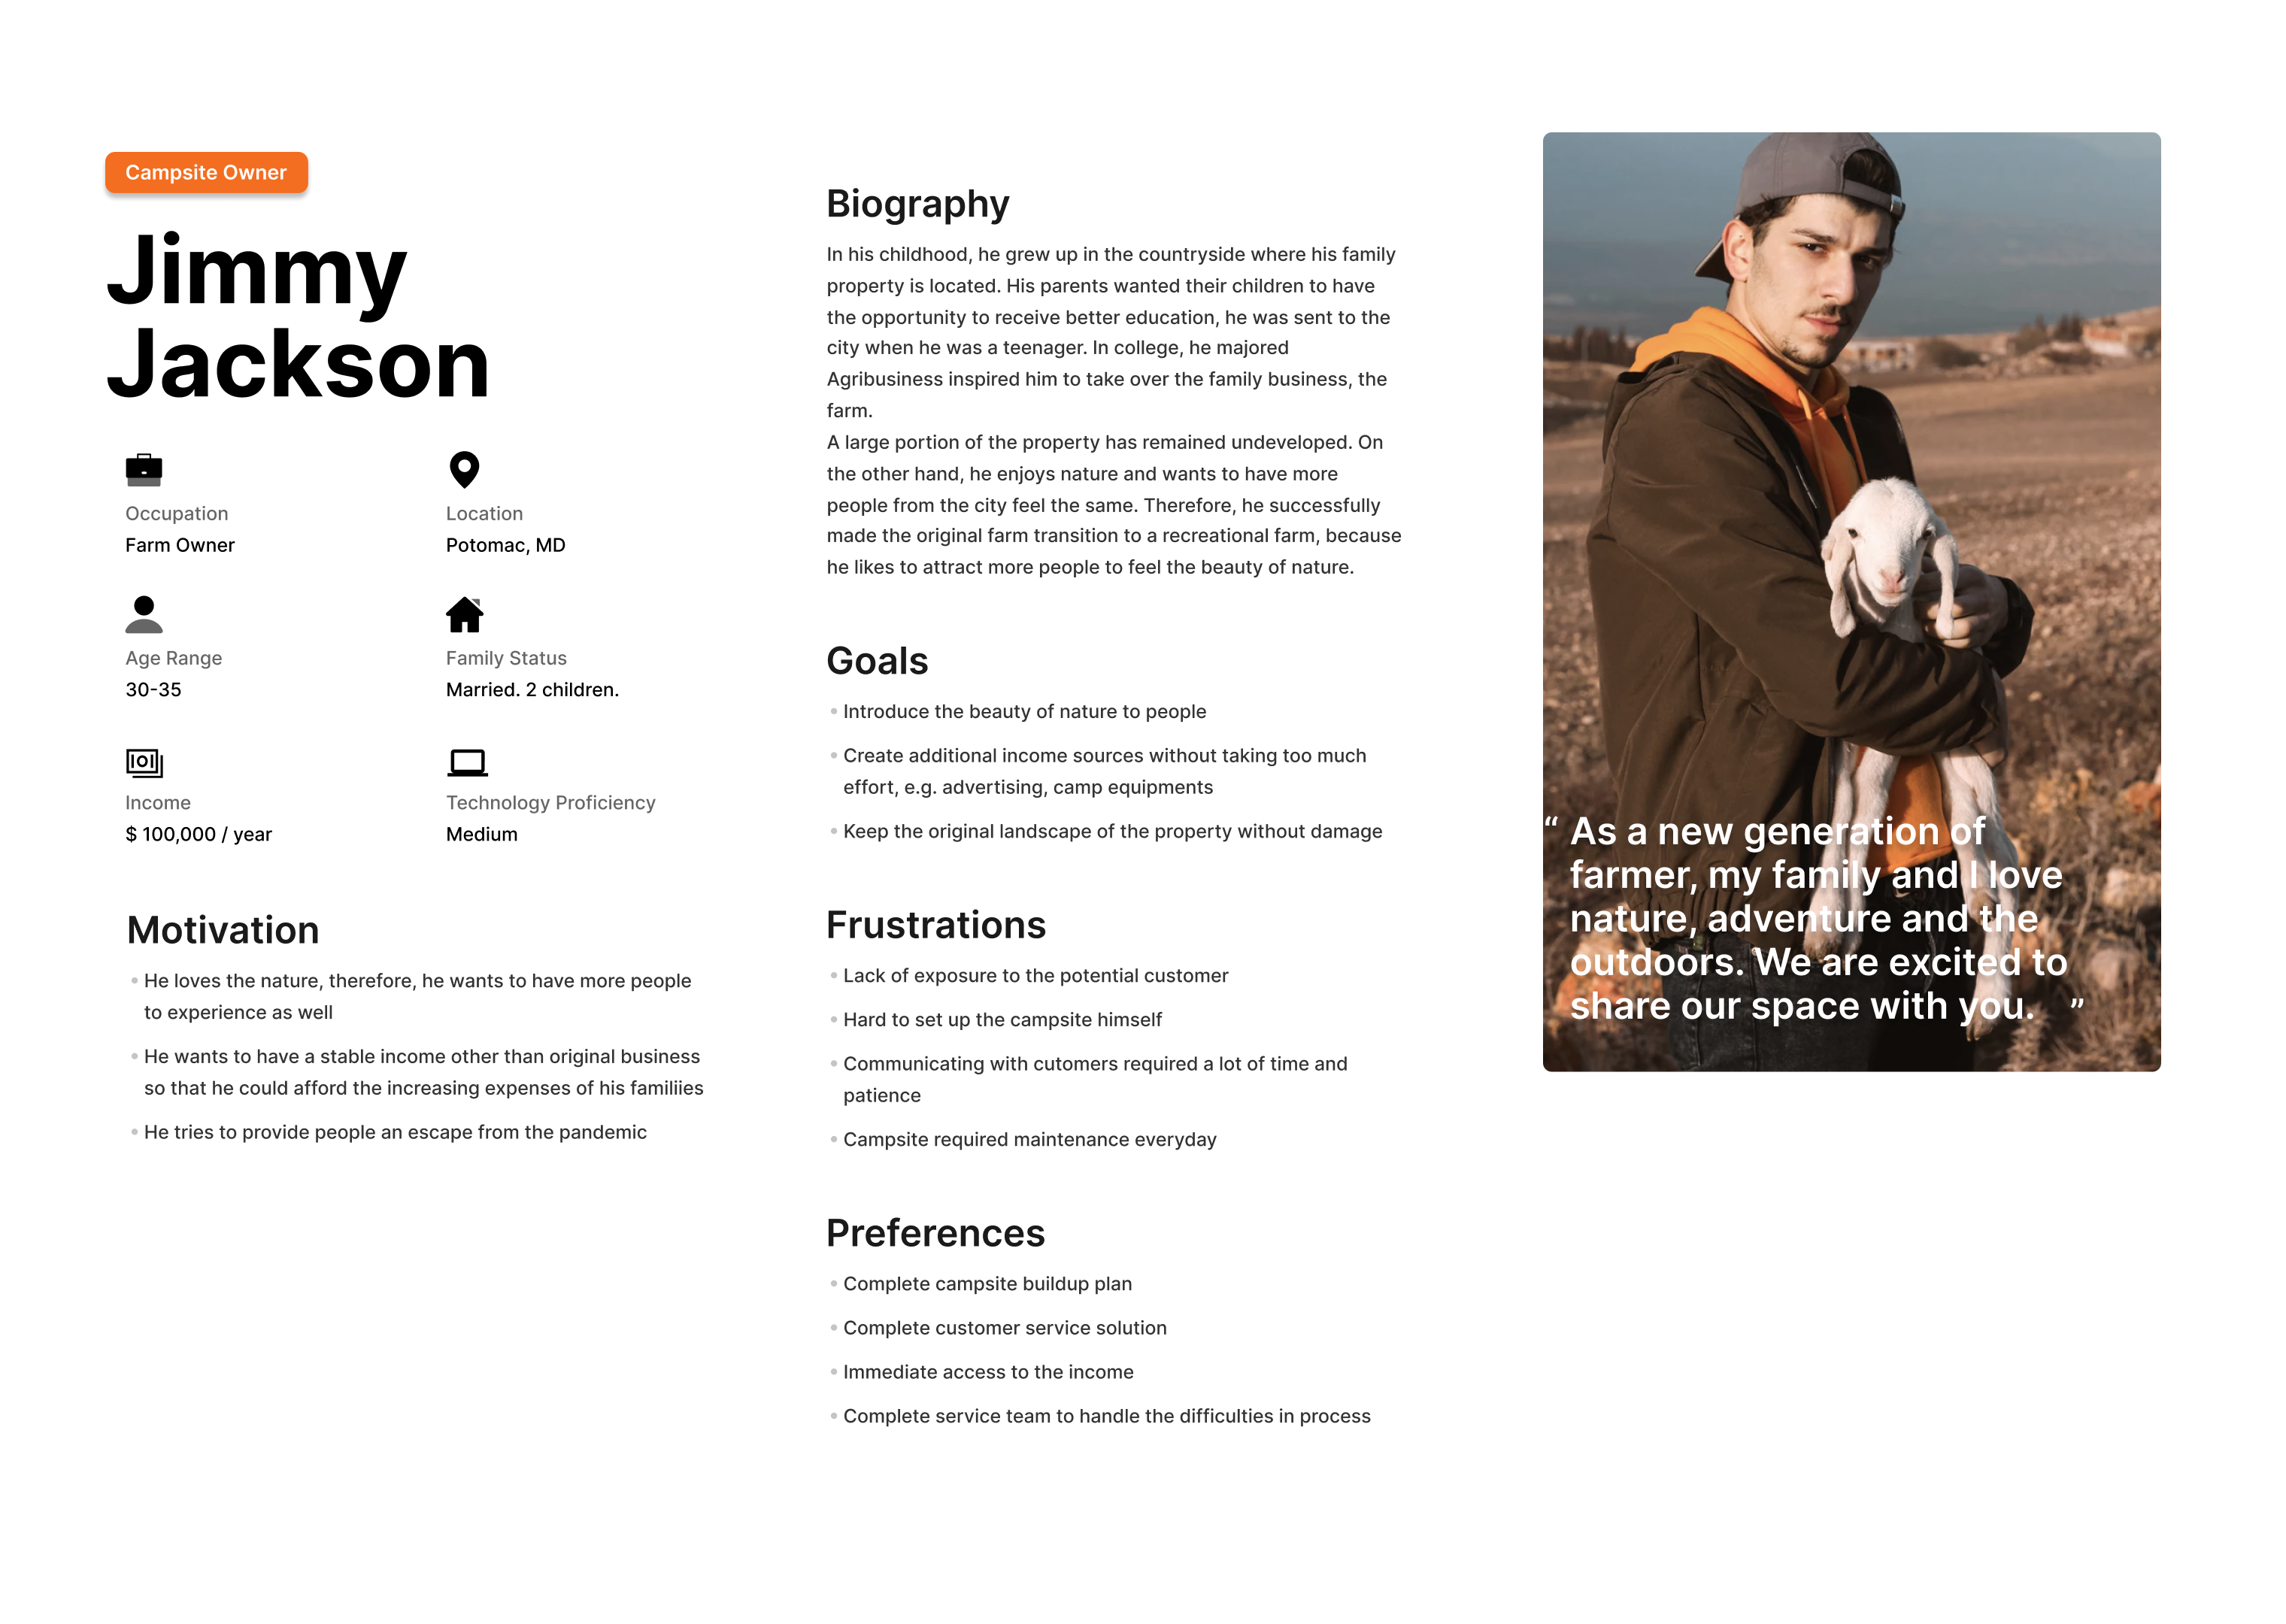 Campsite Owner
Jimmy
Jackson
Occupation
Farm Owner
Location
Potomac, MD
Age Range
30-35
Family Status
Married. 2 children.
Income
$ 100,000 / year
Technology Proficiency
Medium
Motivation
• He loves the nature, therefore, he wants to have more people
to experience as well
• He wants to have a stable income other than original business
so that he could afford the increasing expenses of his familiies
• He tries to provide people an escape from the pandemic
Biography
In his childhood, he grew up in the countryside where his family
property is located. His parents wanted their children to have
the opportunity to receive better education, he was sent to the
city when he was a teenager. In college, he majored
Agribusiness inspired him to take over the family business, the
farm.
A large portion of the property has remained undeveloped. On
the other hand, he enjoys nature and wants to have more
people from the city feel the same. Therefore, he successfully
made the original farm transition to a recreational farm, because
he likes to attract more people to feel the beauty of nature.
Goals
• Introduce the beauty of nature to people
• Create additional income sources without taking too much
effort, e.g. advertising, camp equipments
• Keep the original landscape of the property without damage
Frustrations
• Lack of exposure to the potential customer
• Hard to set up the campsite himself
• Communicating with cutomers required a lot of time and
patience
• Campsite required maintenance everyday
Preferences
• Complete campsite buildup plan
• Complete customer service solution
• Immediate access to the income
• Complete service team to handle the difficulties in process
“ As a new generation of
farmer, my family and I love
nature, adventure and the
outdoors. We are excited to
share our space with you. ”